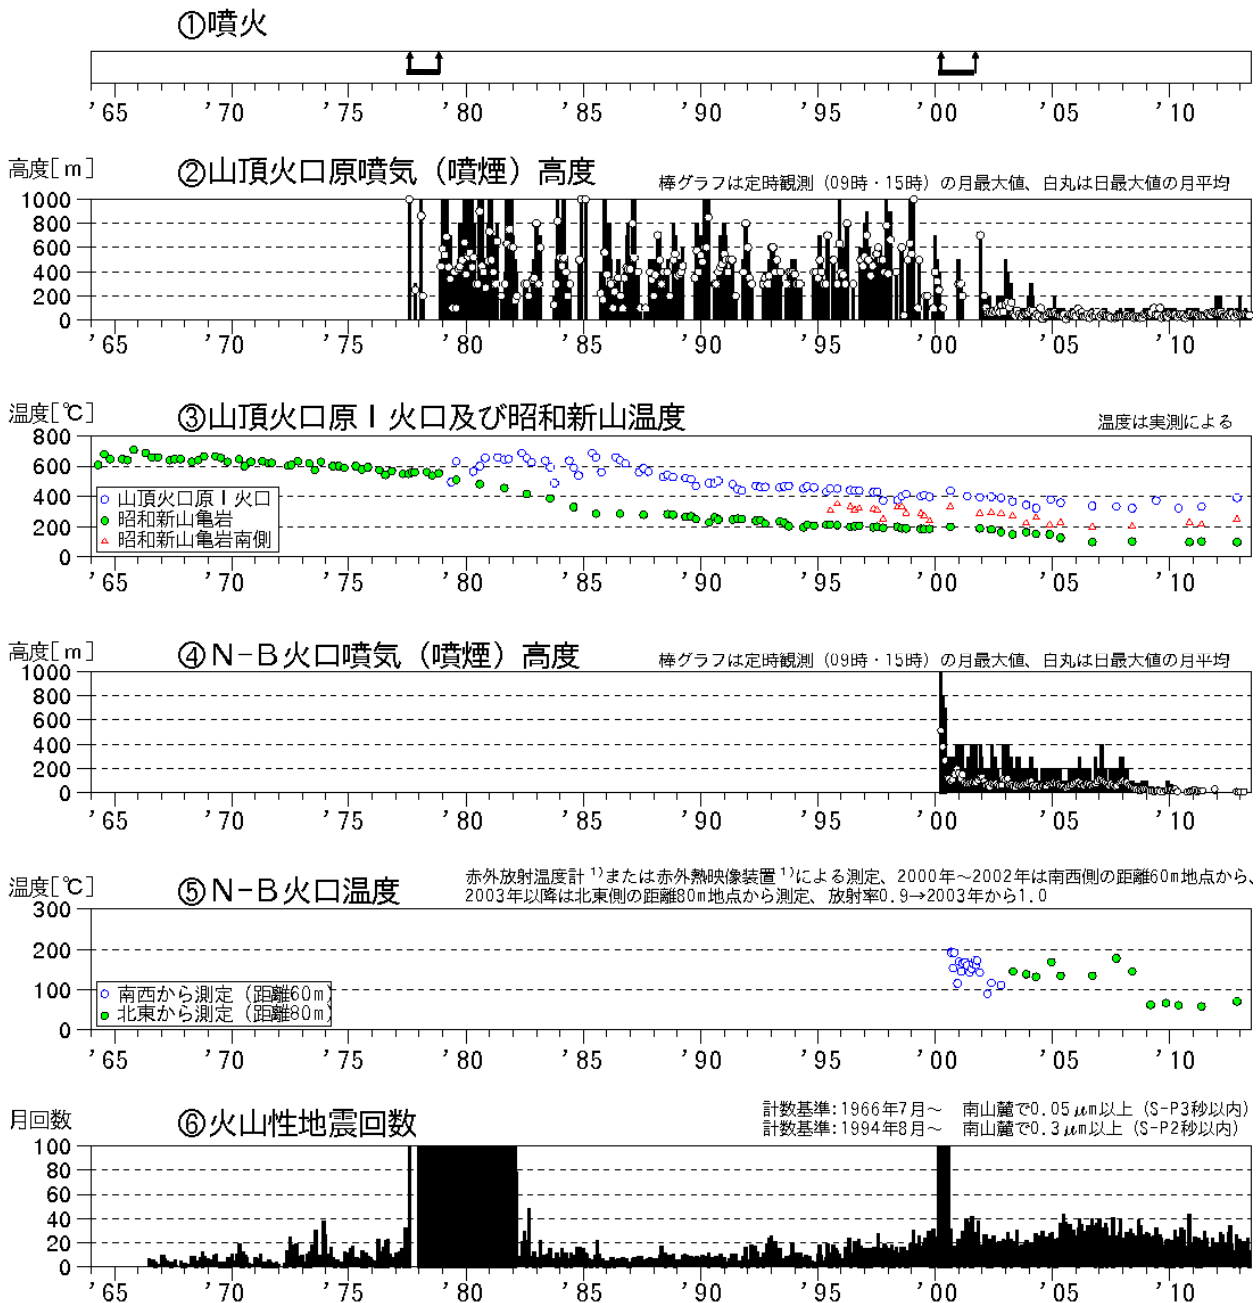 ①噴火
'65 '70 '75 '80 '85 '90 '95 '00 '05 '10
高度[m] ②山頂火口原噴気（噴煙）高度 棒グラフは定時観測（09時・15時）の月最大値、白丸は日最大値の月平均
1000
800
600
400
200
0
'65 '70 '75 '80 '85 '90 '95 '00 '05 '10
温度[℃] ③山頂火口原Ⅰ火口及び昭和新山温度 温度は実測による
800
600
400
200
0
山頂火口原Ⅰ火口
昭和新山亀岩
昭和新山亀岩南側
'65 '70 '75 '80 '85 '90 '95 '00 '05 '10
高度[m] ④N-B火口噴気（噴煙）高度 棒グラフは定時観測（09時・15時）の月最大値、白丸は日最大値の月平均
1000
800
600
400
200
0
'65 '70 '75 '80 '85 '90 '95 '00 '05 '10
温度[℃] ⑤N-B火口温度 赤外放射温度計1)または赤外熱映像装置1)による測定、2000年～2002年は南西側の距離60m地点から、
2003年以降は北東側の距離80m地点から測定、放射率0.9→2003年から1.0
300
200
100
0
南西から測定（距離60m）
北東から測定（距離80m）
'65 '70 '75 '80 '85 '90 '95 '00 '05 '10
月回数 ⑥火山性地震回数 計数基準:1966年7月～ 南山麓で0.05μm以上（S-P3秒以内）
計数基準:1994年8月～ 南山麓で0.3μm以上（S-P2秒以内）
100
80
60
40
20
0
'65 '70 '75 '80 '85 '90 '95 '00 '05 '10